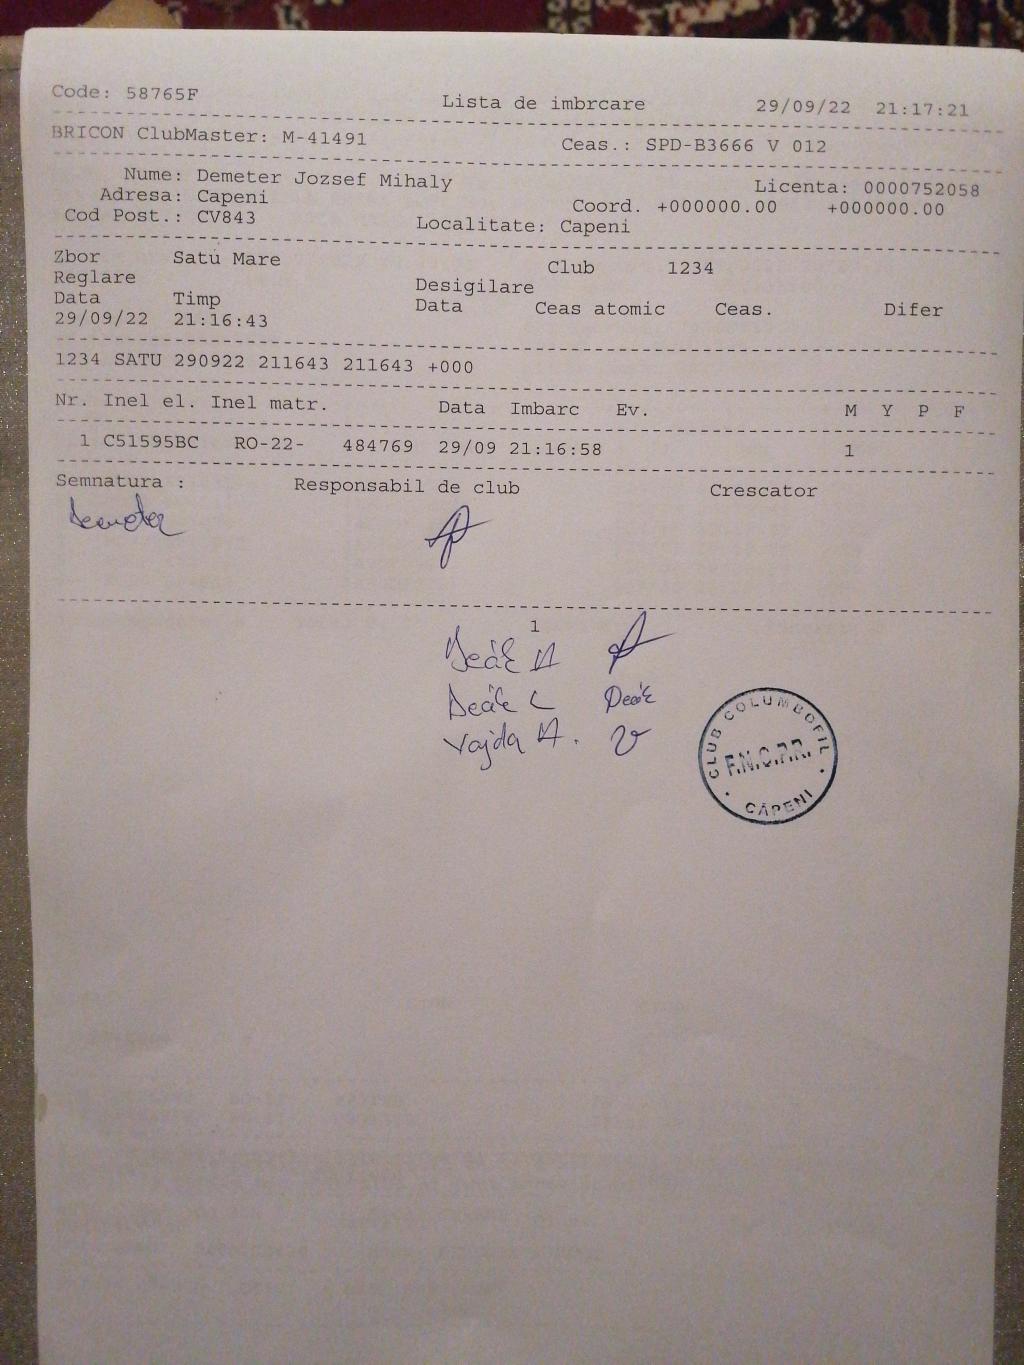 Code: 58765F Lista de imbrcare 29/09/22 21:17:21
BRICON ClubMaster: M-41491 Ceas.: SPD-B3666 V 012
Nume: Demeter Jozsef Mihaly Licenta: 0000752058
Adresa: Capeni Coord. +000000.00 +000000.00
Cod Post.: CV843 Localitate: Capeni
Zbor Satu Mare Club 1234
Reglare Desigilare
Data Timp Data Ceas atomic Ceas. Difer
29/09/22 21:16:43
1234 SATU 290922 211643 211643 +000
Nr. Inel el. Inel matr. Data Imbarc Ev. M Y P F
1 C51595BC RO-22- 484769 29/09 21:16:58 1
Semnatura : Responsabil de club Crescator
Demeter
1
Deák
Deák L Deák
Vajda A.
CLUB COLUMBOFIL
F.N.C.P.R.
CĂPENI